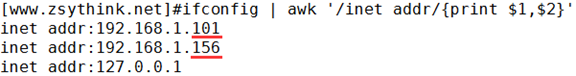 [www.zsythink.net]#ifconfig | awk '/inet addr/{print $1,$2}'
inet addr:192.168.1.101
inet addr:192.168.1.156
inet addr:127.0.0.1